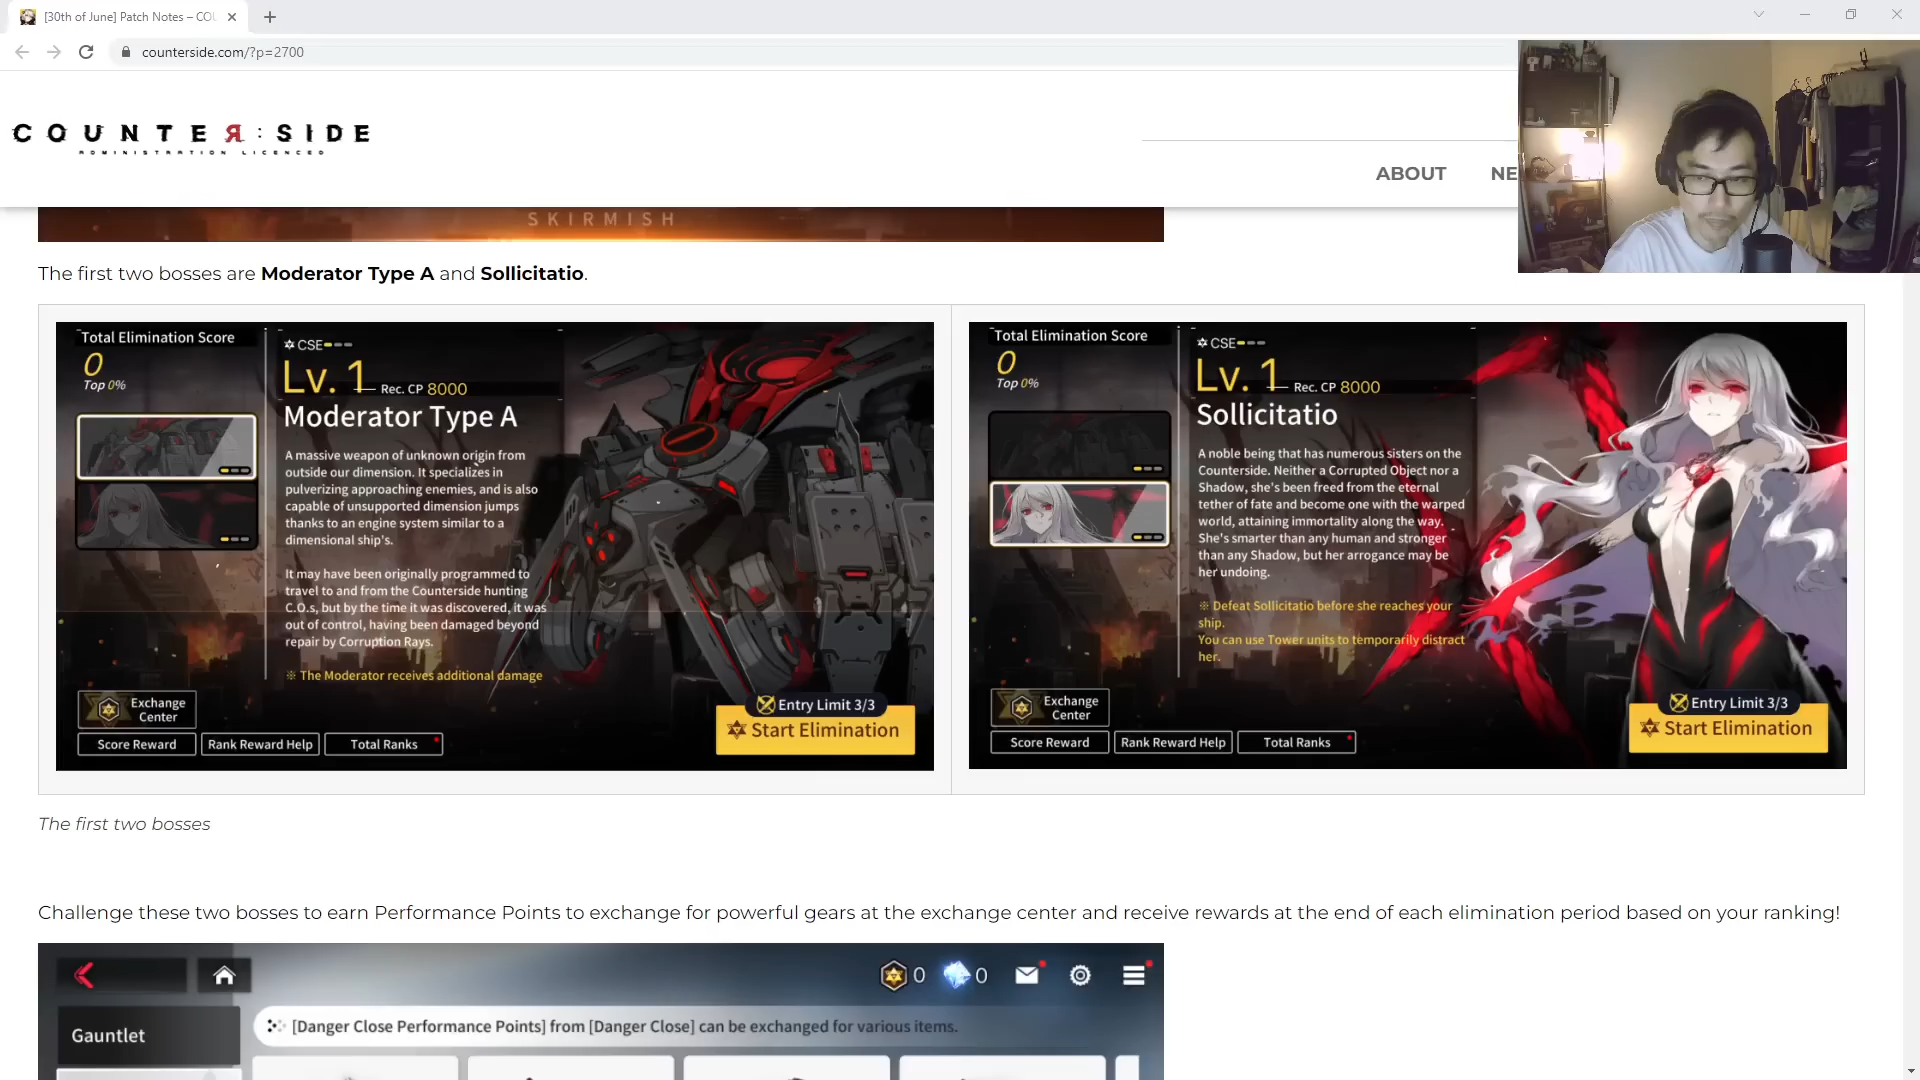 [30th of June] Patch Notes – COU
counterside.com/?p=2700
COUNTER:SIDE
ADMINISTRATION LICENCED
ABOUT
NE
SKIRMISH
The first two bosses are Moderator Type A and Sollicitatio.
Total Elimination Score
0
Top 0%
CSE
Lv. 1
Rec. CP 8000
Moderator Type A
A massive weapon of unknown origin from
outside our dimension. It specializes in
pulverizing approaching enemies, and is also
capable of unsupported dimension jumps
thanks to an engine system similar to a
dimensional ship's.
It may have been originally programmed to
travel to and from the Counterside hunting
C.O.s, but by the time it was discovered, it was
out of control, having been damaged beyond
repair by Corruption Rays.
※ The Moderator receives additional damage
Exchange
Center
Score Reward
Rank Reward Help
Total Ranks
Entry Limit 3/3
Start Elimination
Total Elimination Score
0
Top 0%
CSE
Lv. 1
Rec. CP 8000
Sollicitatio
A noble being that has numerous sisters on the
Counterside. Neither a Corrupted Object nor a
Shadow, she's been freed from the eternal
tether of fate and become one with the warped
world, attaining immortality along the way.
She's smarter than any human and stronger
than any Shadow, but her arrogance may be
her undoing.
※ Defeat Sollicitatio before she reaches your
ship.
You can use Tower units to temporarily distract
her.
Exchange
Center
Score Reward
Rank Reward Help
Total Ranks
Entry Limit 3/3
Start Elimination
The first two bosses
Challenge these two bosses to earn Performance Points to exchange for powerful gears at the exchange center and receive rewards at the end of each elimination period based on your ranking!
0
0
Gauntlet
[Danger Close Performance Points] from [Danger Close] can be exchanged for various items.